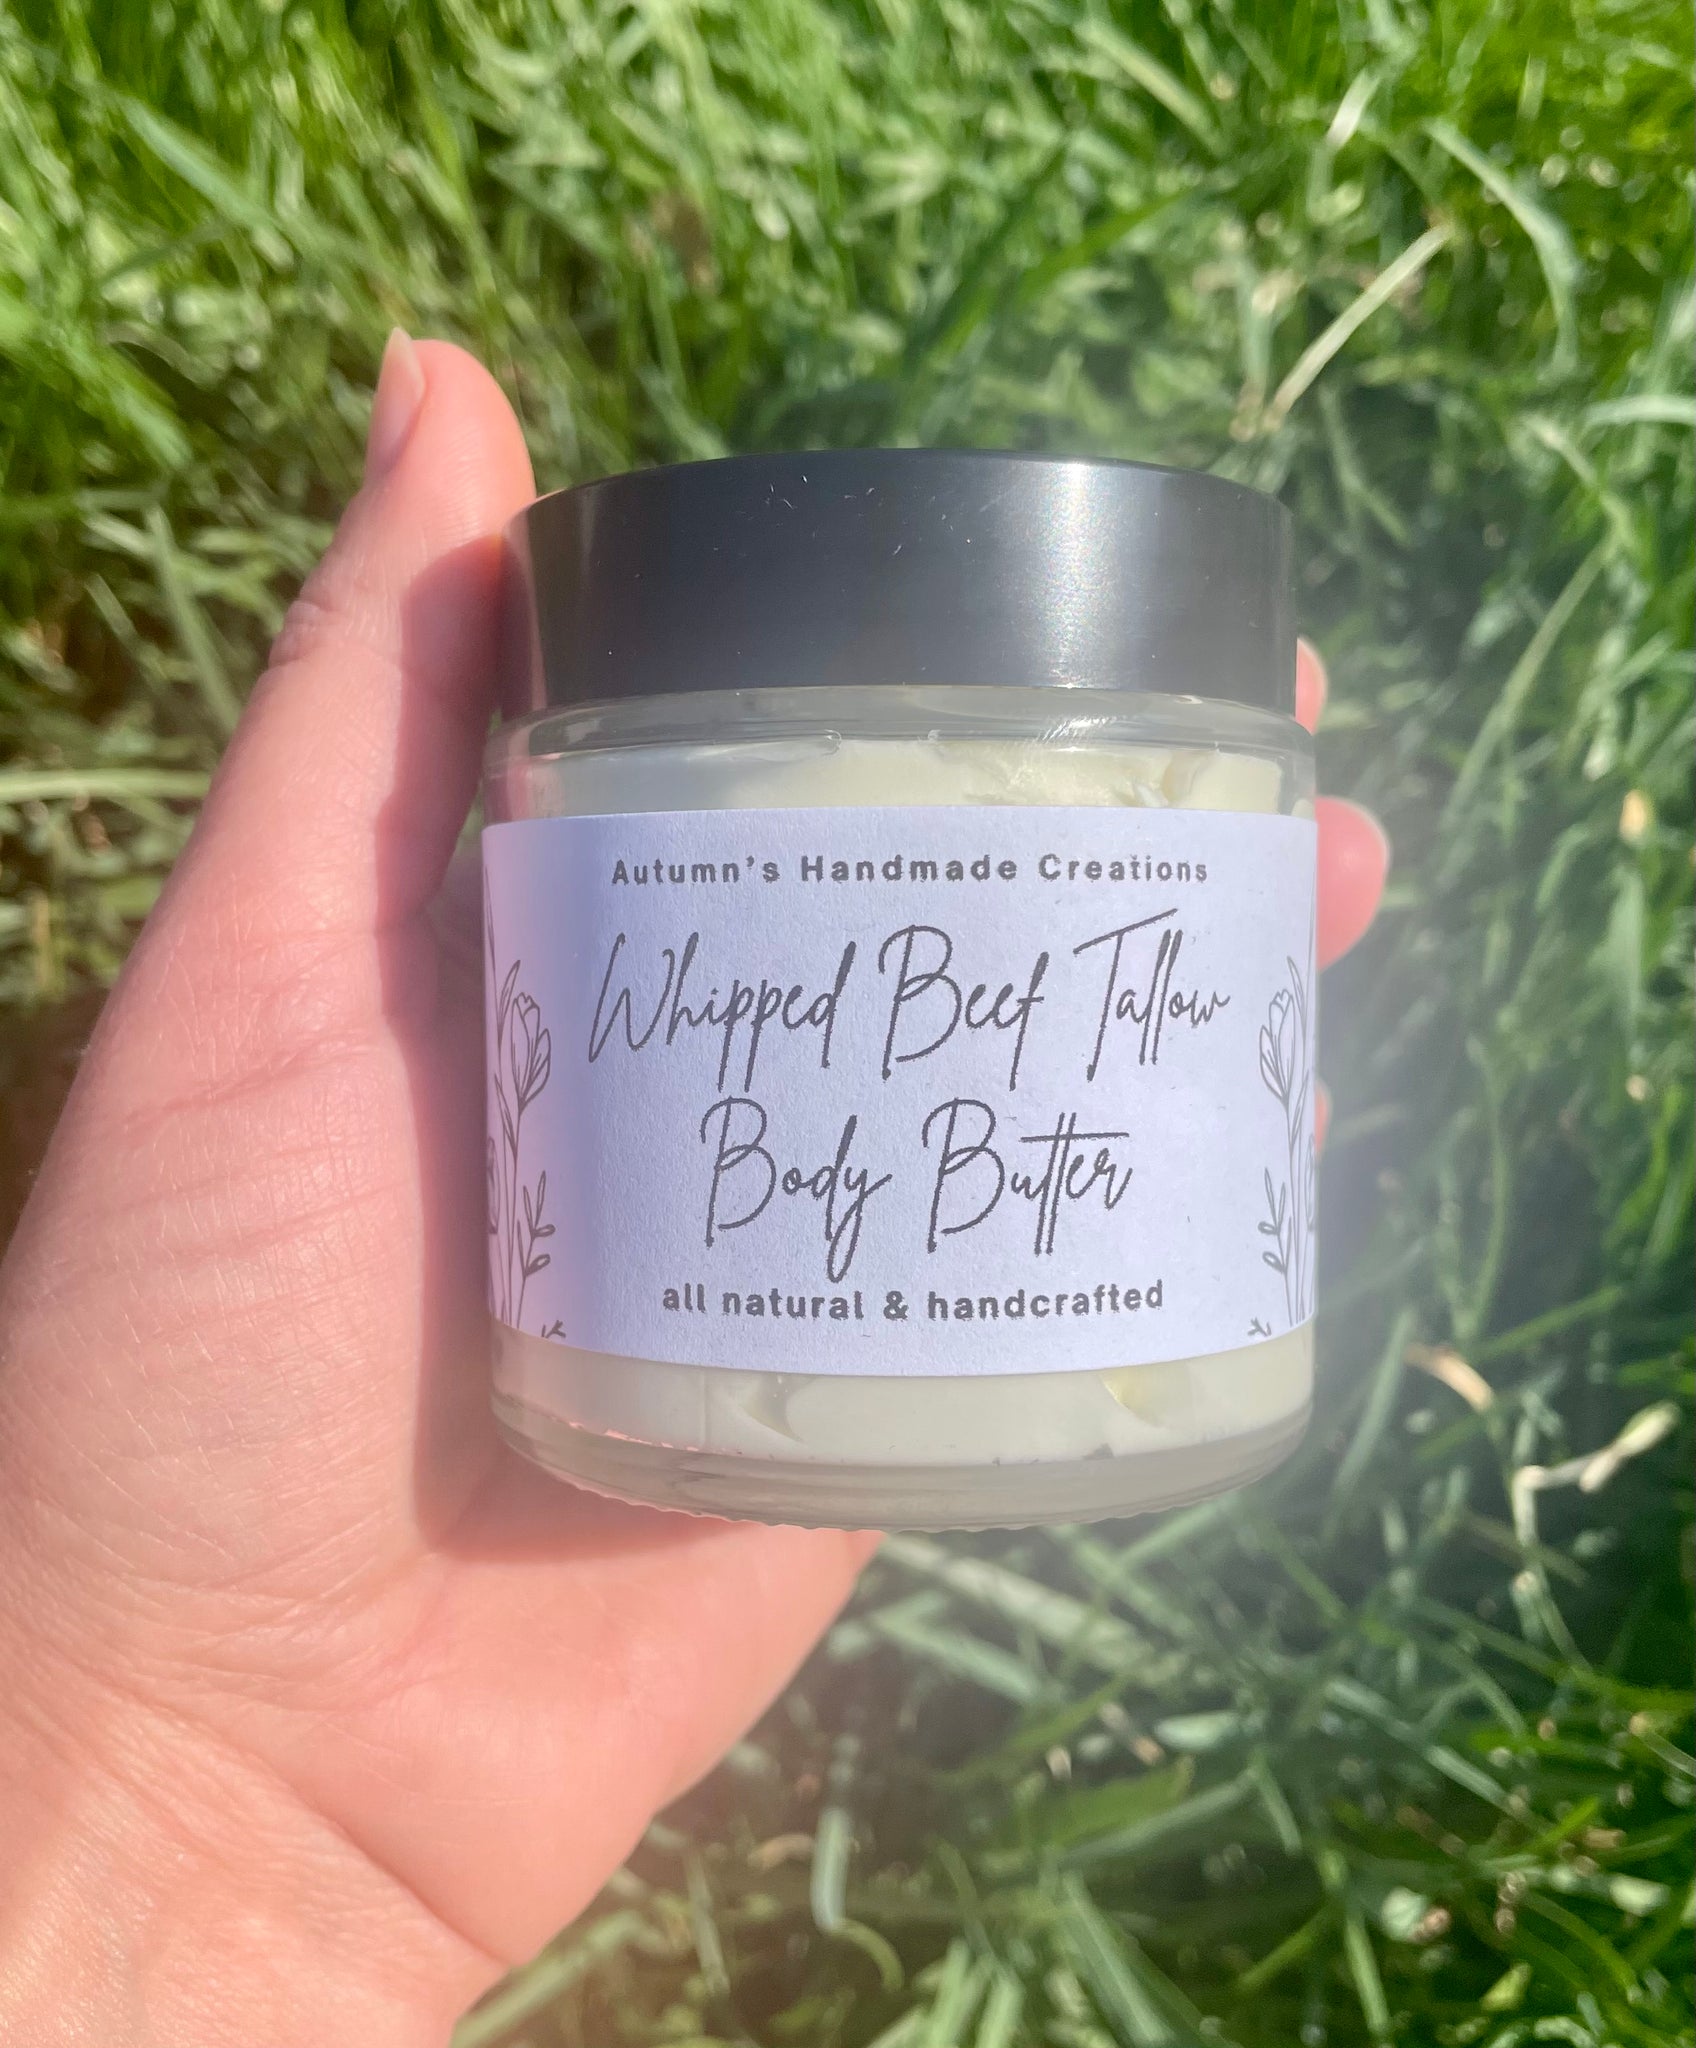 Autumn's Handmade Creations
Whipped Beef Tallow
Body Butter
all natural & handcrafted